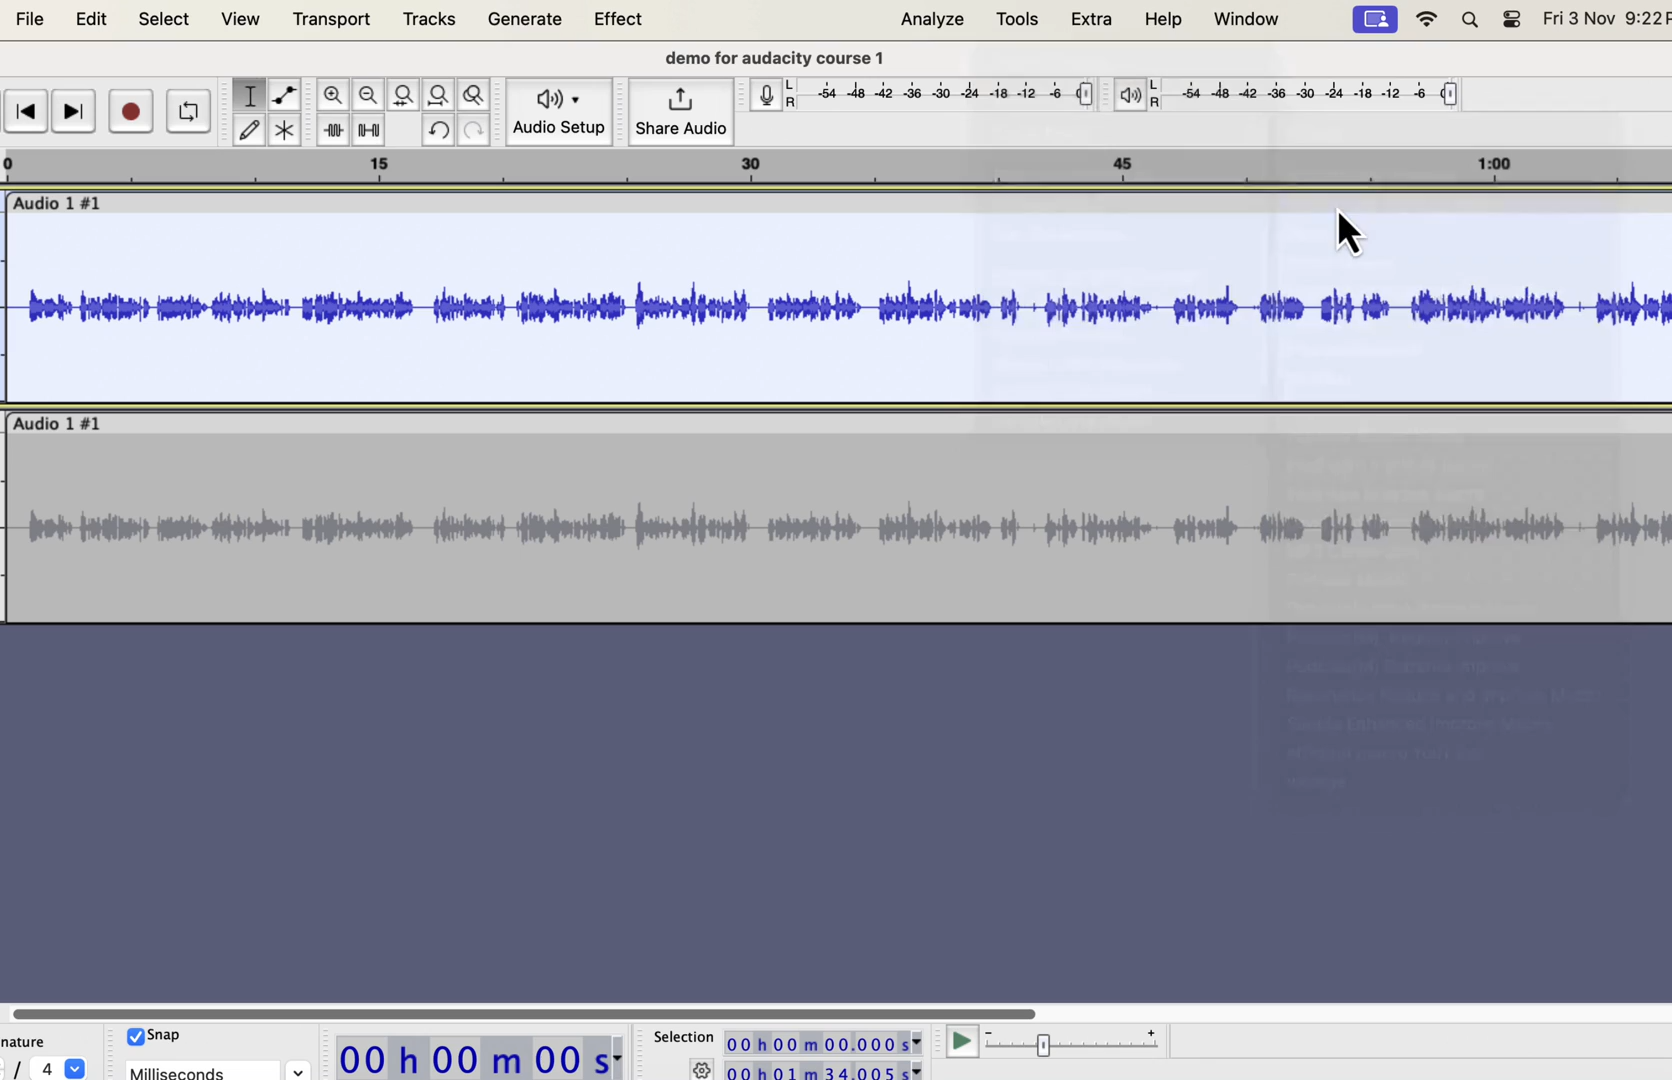 File Edit Select View Transport Tracks Generate Effect Analyze Tools Extra Help Window Fri 3 Nov 9:22
demo for audacity course 1
Audio Setup
Share Audio
L
R
-54 -48 -42 -36 -30 -24 -18 -12 -6
L
R
-54 -48 -42 -36 -30 -24 -18 -12 -6
0 15 30 45 1:00
Audio 1 #1
Audio 1 #1
nature
/ 4
Snap
Milliseconds
00 h 00 m 00 s
Selection
00 h 00 m 00.000 s
00 h 01 m 34.005 s
- +